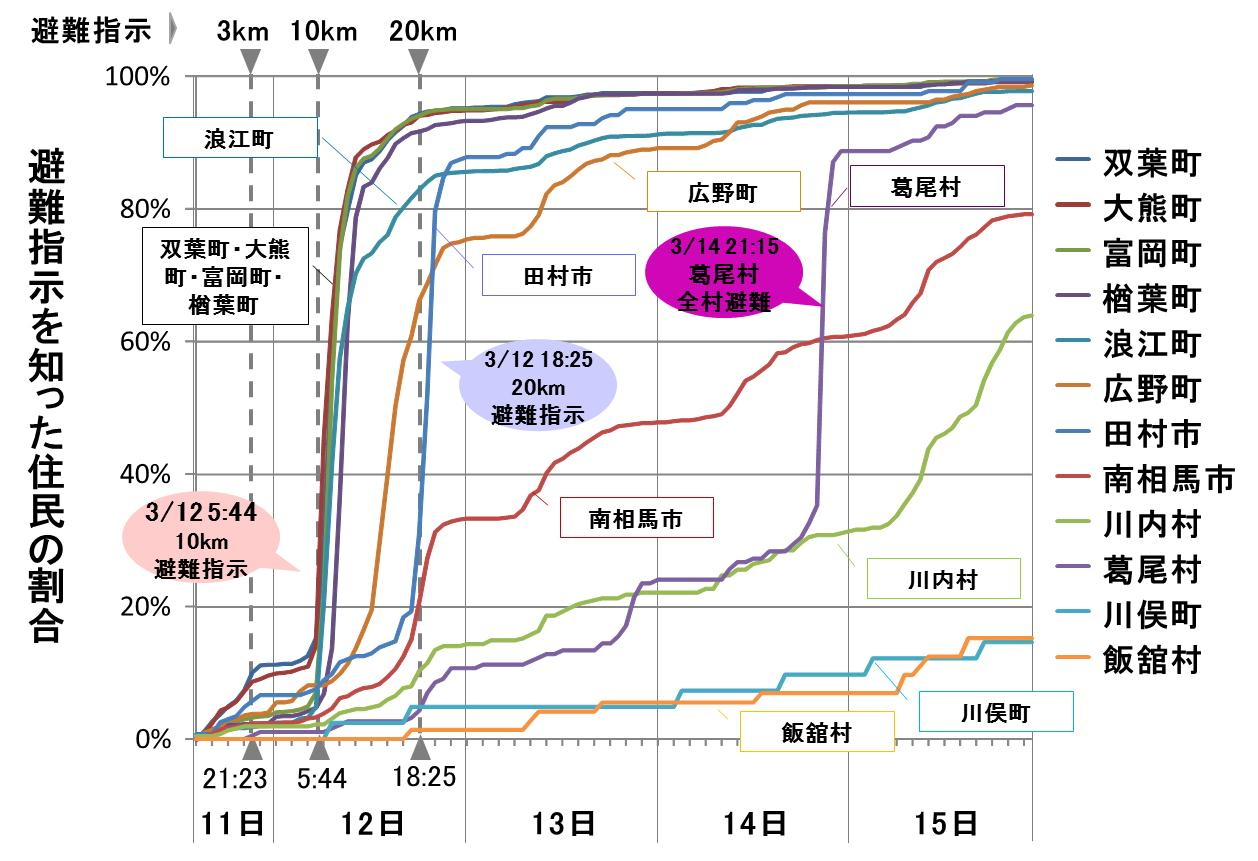 避難指示 3km 10km 20km
避難指示を知った住民の割合
100%
80%
60%
40%
20%
0%
浪江町
双葉町・大熊
町・富岡町・
楢葉町
広野町
葛尾村
田村市
3/14 21:15
葛尾村
全村避難
3/12 18:25
20km
避難指示
南相馬市
3/12 5:44
10km
避難指示
川内村
川俣町
飯舘村
双葉町
大熊町
富岡町
楢葉町
浪江町
広野町
田村市
南相馬市
川内村
葛尾村
川俣町
飯舘村
21:23 5:44 18:25
11日 12日 13日 14日 15日